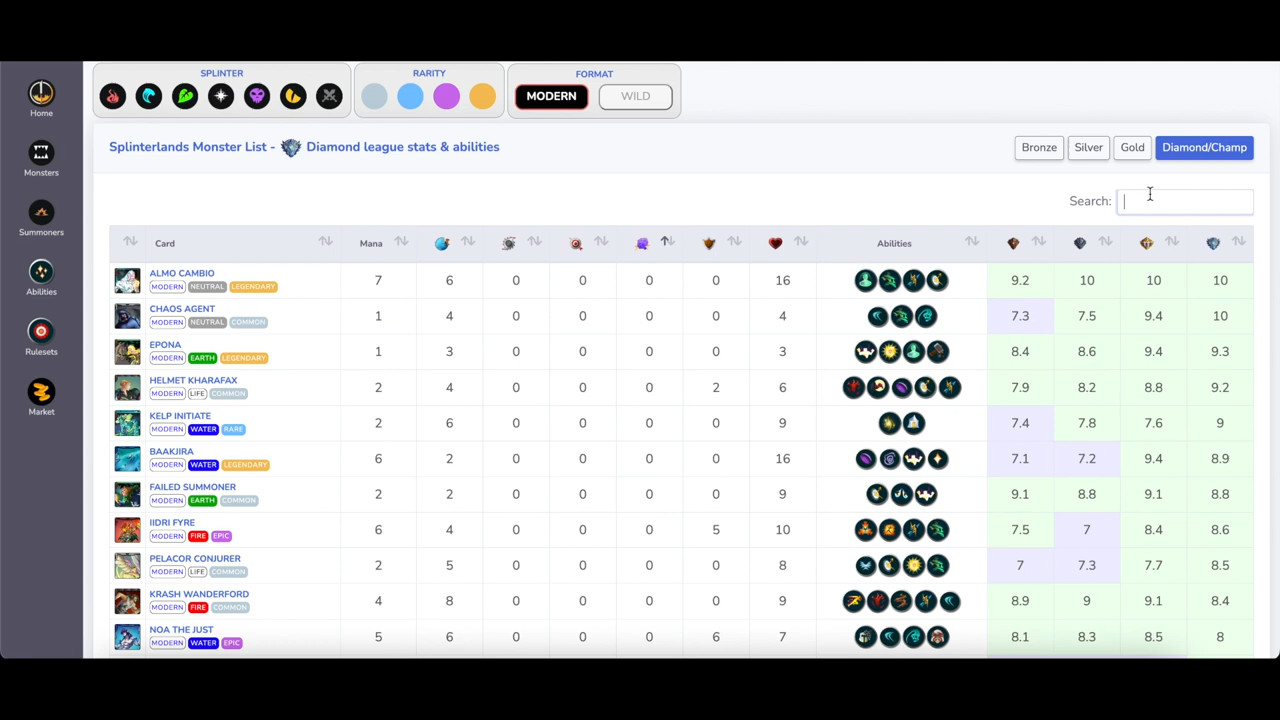 SPLINTER RARITY FORMAT
Home MODERN WILD
Splinterlands Monster List - Diamond league stats & abilities Bronze Silver Gold Diamond/Champ
Monsters
Search:
Summoners
Card Mana Abilities
ALMO CAMBIO 7 6 0 0 0 0 16 9.2 10 10 10
MODERN NEUTRAL LEGENDARY
Abilities
CHAOS AGENT 1 4 0 0 0 0 4 7.3 7.5 9.4 10
MODERN NEUTRAL COMMON
EPONA 1 3 0 0 0 0 3 8.4 8.6 9.4 9.3
MODERN EARTH LEGENDARY
Rulesets
HELMET KHARAFAX 2 4 0 0 0 2 6 7.9 8.2 8.8 9.2
MODERN LIFE COMMON
Market
KELP INITIATE 2 6 0 0 0 0 9 7.4 7.8 7.6 9
MODERN WATER RARE
BAAKJIRA 6 2 0 0 0 0 16 7.1 7.2 9.4 8.9
MODERN WATER LEGENDARY
FAILED SUMMONER 2 2 0 0 0 0 9 9.1 8.8 9.1 8.8
MODERN EARTH COMMON
IIDRI FYRE 6 4 0 0 0 5 10 7.5 7 8.4 8.6
MODERN FIRE EPIC
PELACOR CONJURER 2 5 0 0 0 0 8 7 7.3 7.7 8.5
MODERN LIFE COMMON
KRASH WANDERFORD 4 8 0 0 0 0 9 8.9 9 9.1 8.4
MODERN FIRE COMMON
NOA THE JUST 5 6 0 0 0 6 7 8.1 8.3 8.5 8
MODERN WATER EPIC